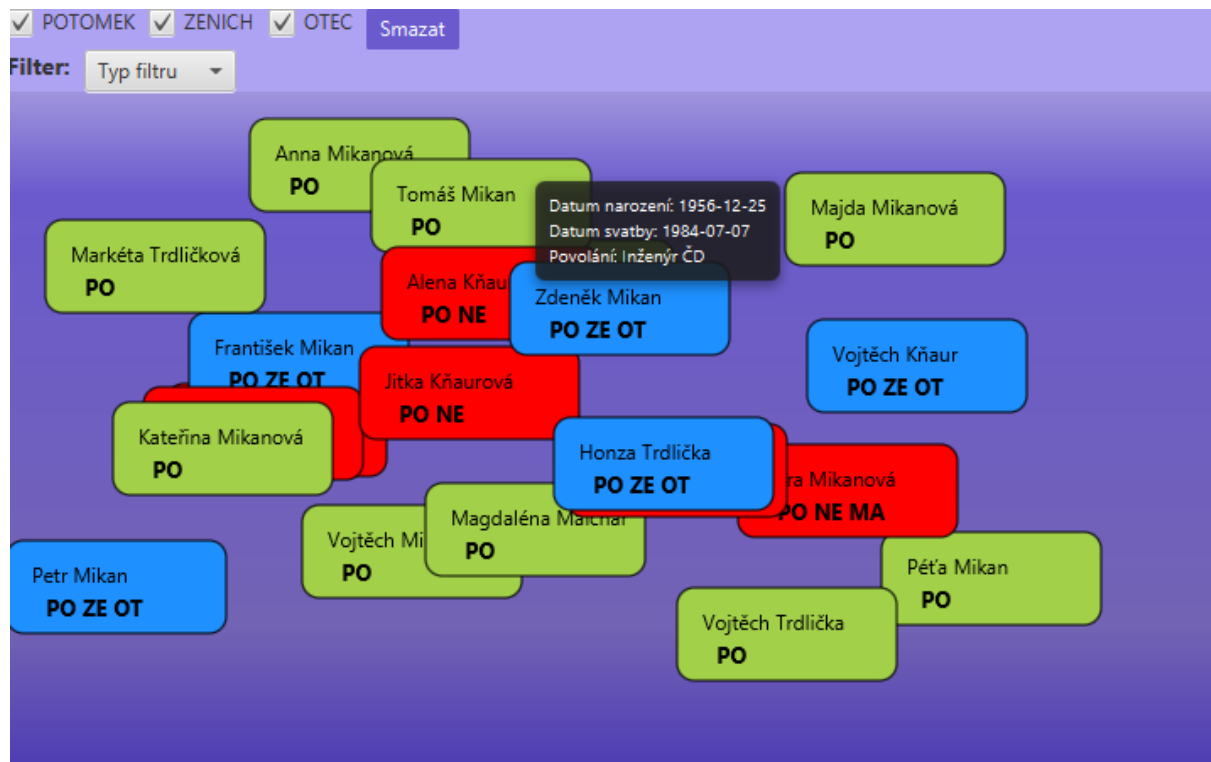 POTOMEK ZENICH OTEC Smazat
Filter: Typ filtru
Anna Mikanová
PO
Tomáš Mikan
PO
Datum narození: 1956-12-25
Datum svatby: 1984-07-07
Povolání: Inženýr ČD
Majda Mikanová
PO
Markéta Trdličková
PO
Alena
PO NE
Zdeněk Mikan
PO ZE OT
František Mikan
PO ZE OT
Jitka Kňaurová
PO NE
Vojtěch Kňaur
PO ZE OT
Kateřina Mikanová
PO
Honza Trdlička
PO ZE OT
Mikanová
PO NE MA
Magdaléna
PO
Vojtěch
PO
Petr Mikan
PO ZE OT
Péťa Mikan
PO
Vojtěch Trdlička
PO